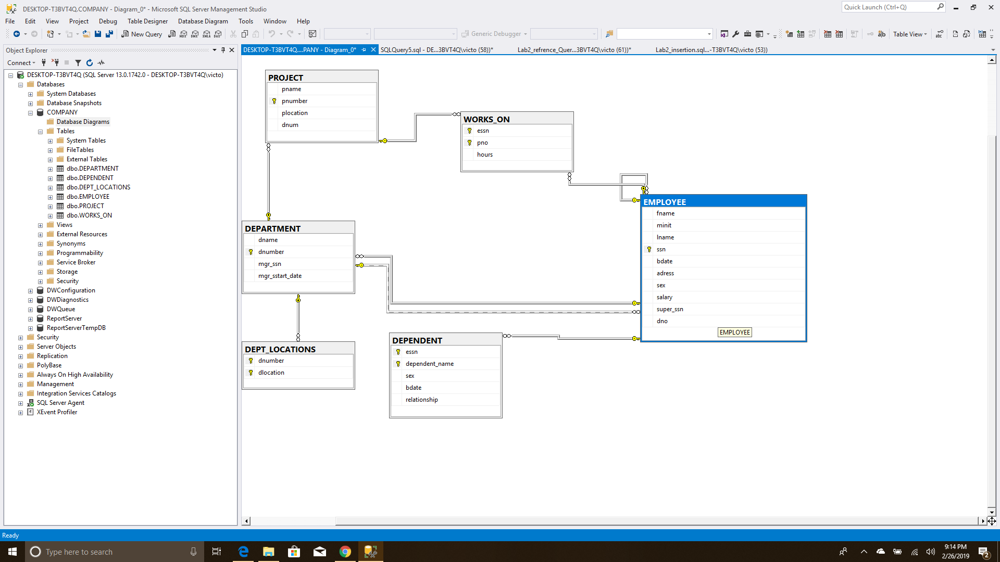 DESKTOP-T3BVT4Q.COMPANY - Diagram_0* - Microsoft SQL Server Management Studio
Quick Launch (Ctrl+Q)
File Edit View Project Debug Table Designer Database Diagram Tools Window Help
New Query MDX DMX XMLA DAX Generic Debugger Table View
Object Explorer
DESKTOP-T3BVT4Q....PANY - Diagram_0* SQLQuery5.sql - DE...3BVT4Q\victo (58))* Lab2_refrence_Quer...3BVT4Q\victo (61))* Lab2_insertion.sql...-T3BVT4Q\victo (53))
Connect
DESKTOP-T3BVT4Q (SQL Server 13.0.1742.0 - DESKTOP-T3BVT4Q\victo)
Databases
System Databases
Database Snapshots
COMPANY
Database Diagrams
Tables
System Tables
FileTables
External Tables
dbo.DEPARTMENT
dbo.DEPENDENT
dbo.DEPT_LOCATIONS
dbo.EMPLOYEE
dbo.PROJECT
dbo.WORKS_ON
Views
External Resources
Synonyms
Programmability
Service Broker
Storage
Security
DWConfiguration
DWDiagnostics
DWQueue
ReportServer
ReportServerTempDB
Security
Server Objects
Replication
PolyBase
Always On High Availability
Management
Integration Services Catalogs
SQL Server Agent
XEvent Profiler
PROJECT
pname
pnumber
plocation
dnum
WORKS_ON
essn
pno
hours
EMPLOYEE
fname
minit
lname
ssn
bdate
adress
sex
salary
super_ssn
dno
EMPLOYEE
DEPARTMENT
dname
dnumber
mgr_ssn
mgr_sstart_date
DEPT_LOCATIONS
dnumber
dlocation
DEPENDENT
essn
dependent_name
sex
bdate
relationship
Ready
Type here to search
9:14 PM
2/26/2019
2